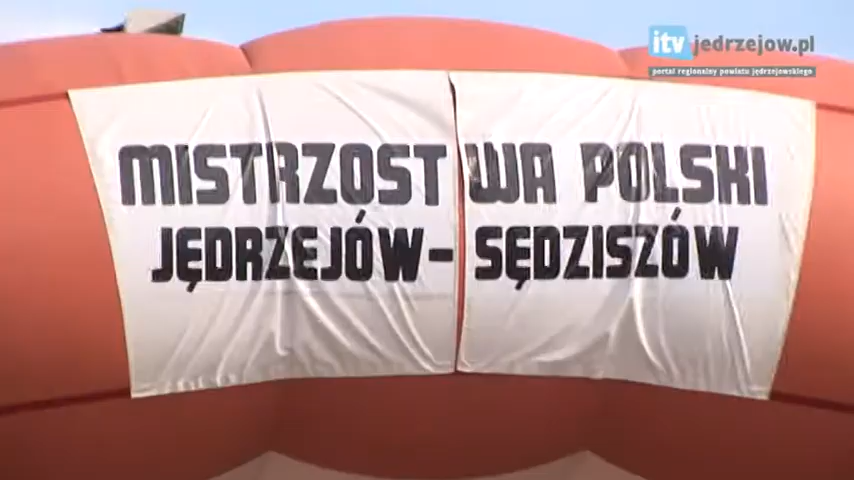 itv jedrzejow.pl
portal regionalny powiatu jędrzejowskiego
MISTRZOSTWA POLSKI
JĘDRZEJÓW-SĘDZISZÓW